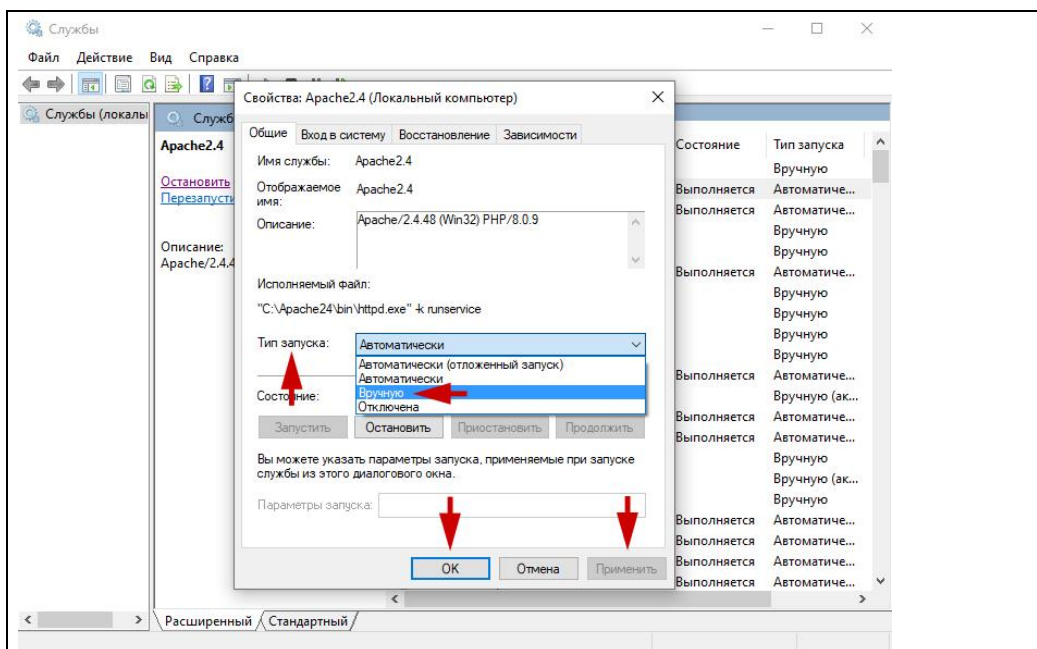 Службы
Файл Действие Вид Справка
Службы (локалы
Служб
Apache2.4
Остановить
Перезапусти
Описание:
Apache/2.4.4
Свойства: Apache2.4 (Локальный компьютер)
Общие Вход в систему Восстановление Зависимости
Имя службы: Apache2.4
Отображаемое имя: Apache2.4
Описание: Apache/2.4.48 (Win32) PHP/8.0.9
Исполняемый файл:
"C:\Apache24\bin\httpd.exe" -k runservice
Тип запуска: Автоматически
Автоматически (отложенный запуск)
Автоматически
Вручную
Отключена
Состояние:
Запустить Остановить Приостановить Продолжить
Вы можете указать параметры запуска, применяемые при запуске
службы из этого диалогового окна.
Параметры запуска:
OK Отмена Применить
Состояние Тип запуска
Вручную
Выполняется Автоматиче...
Выполняется Автоматиче...
Вручную
Вручную
Выполняется Автоматиче...
Вручную
Вручную
Вручную
Вручную
Выполняется Автоматиче...
Вручную (ак...
Выполняется Автоматиче...
Выполняется Автоматиче...
Вручную
Вручную (ак...
Вручную
Выполняется Автоматиче...
Выполняется Автоматиче...
Выполняется Автоматиче...
Выполняется Автоматиче...
Расширенный Стандартный